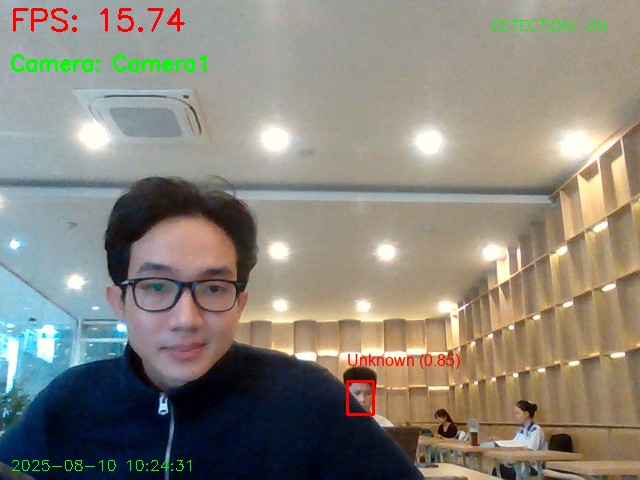 FPS: 15.74
DETECTION: ON
Camera: Camera1
Unknown (0.85)
2025-08-10 10:24:31